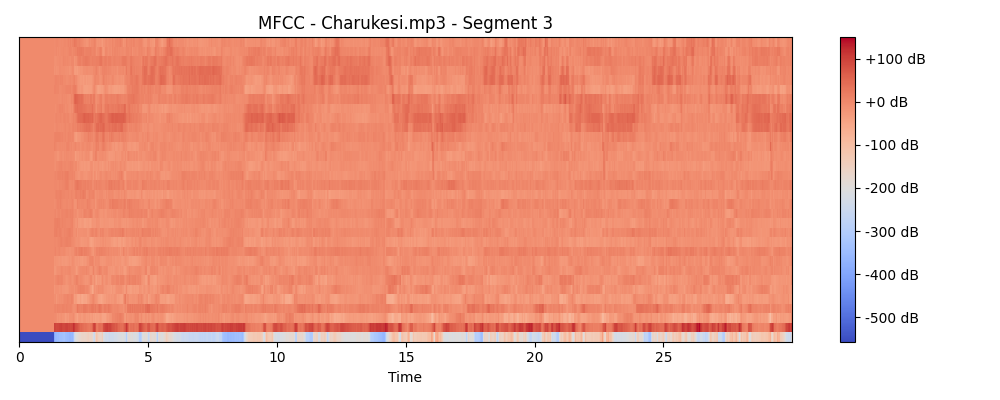 MFCC - Charukesi.mp3 - Segment 3
+100 dB
+0 dB
-100 dB
-200 dB
-300 dB
-400 dB
-500 dB
0 5 10 15 20 25
Time